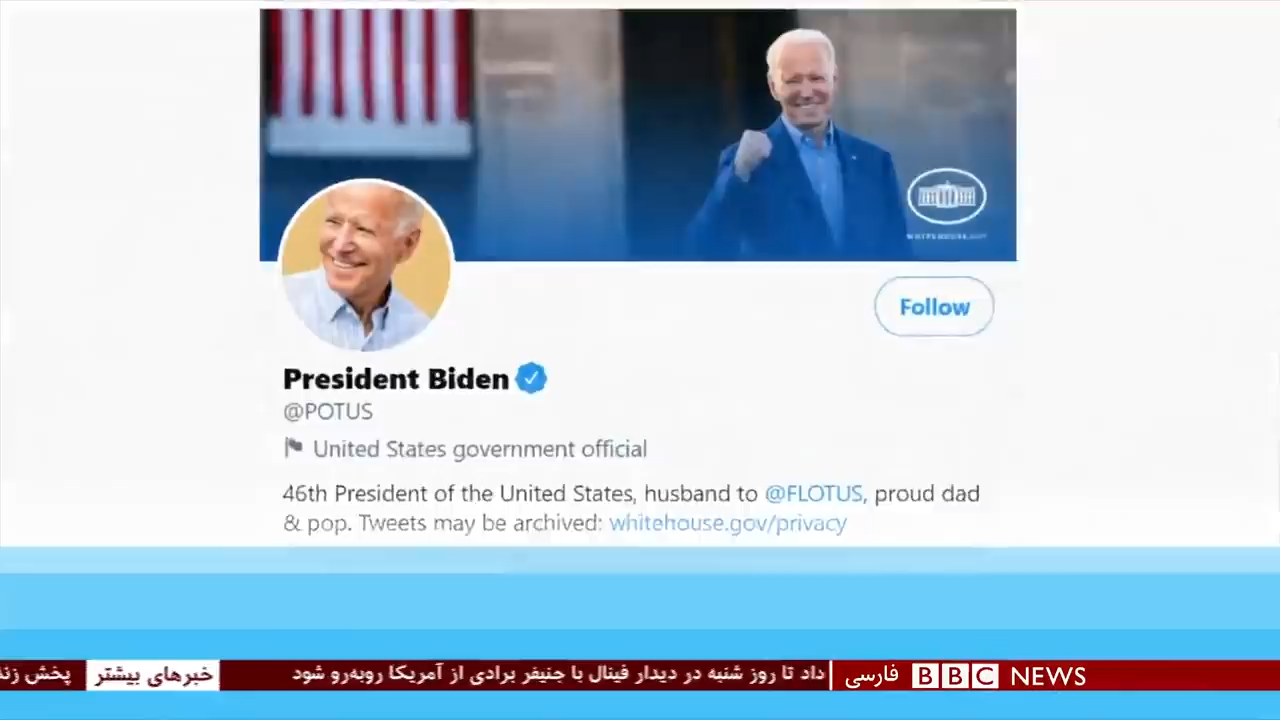 WHITEHOUSE.GOV
Follow
President Biden
@POTUS
United States government official
46th President of the United States, husband to @FLOTUS, proud dad
& pop. Tweets may be archived: whitehouse.gov/privacy
فارسی BBC NEWS
داد تا روز شنبه در دیدار فینال با جنیفر برادی از آمریکا روبه‌رو شود
خبرهای بیشتر
پخش